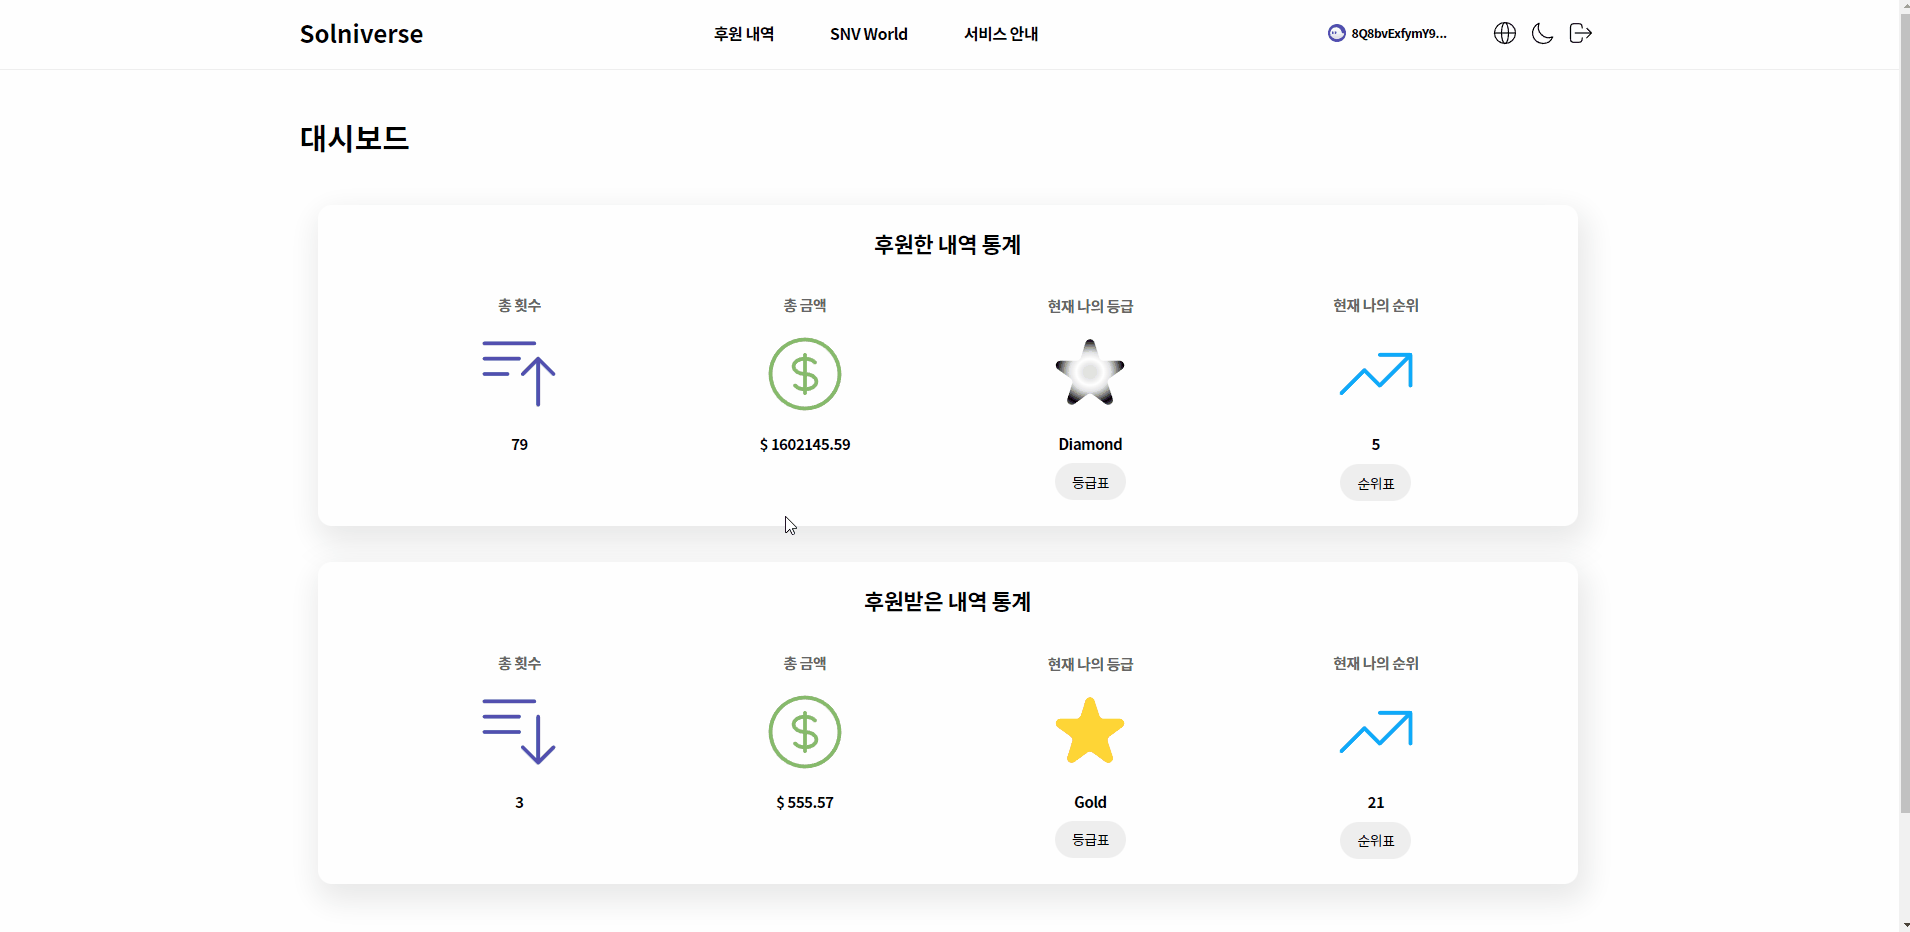 Solniverse
후원 내역
SNV World
서비스 안내
8Q8bvExfymY9...
대시보드
후원한 내역 통계
총 횟수
총 금액
현재 나의 등급
현재 나의 순위
$
79
$ 1602145.59
Diamond
5
등급표
순위표
후원받은 내역 통계
총 횟수
총 금액
현재 나의 등급
현재 나의 순위
$
3
$ 555.57
Gold
21
등급표
순위표